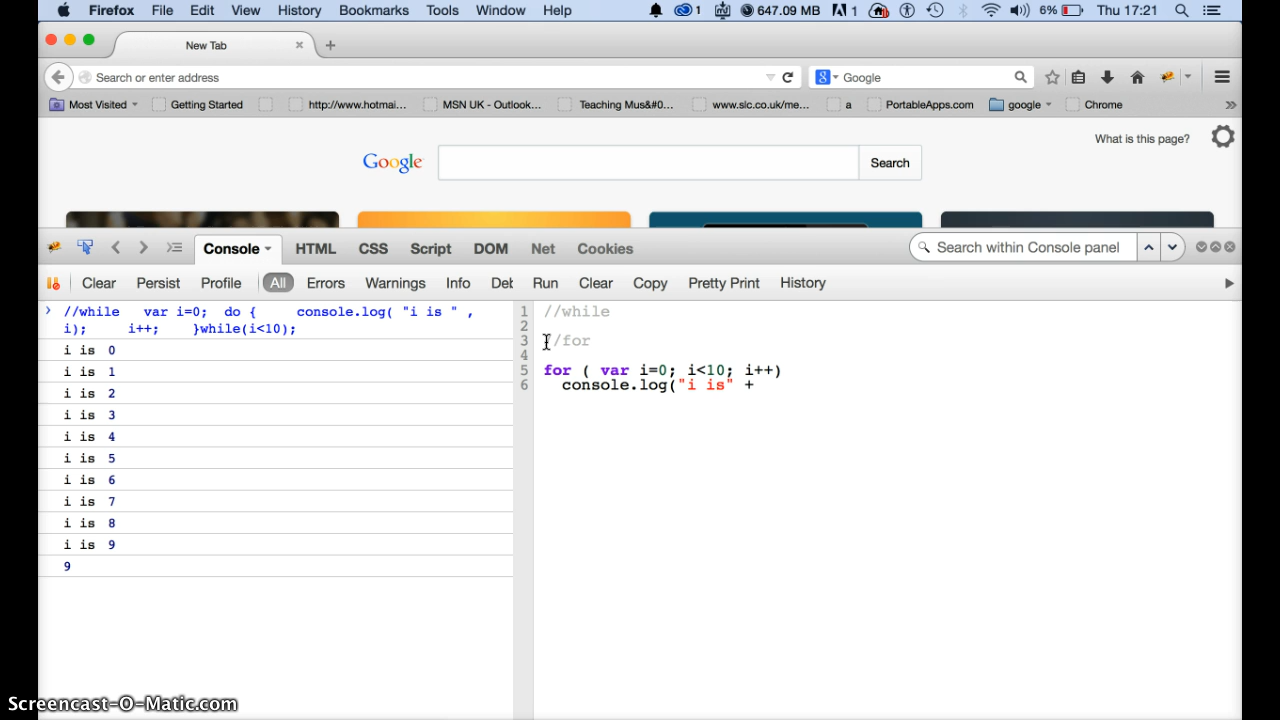 Firefox File Edit View History Bookmarks Tools Window Help 1 647.09 MB 1 6% Thu 17:21
New Tab
Search or enter address Google
Most Visited Getting Started http://www.hotmai... MSN UK - Outlook... Teaching Mus&#0... www.slc.co.uk/me... a PortableApps.com google Chrome
What is this page?
Google Search
Console HTML CSS Script DOM Net Cookies Search within Console panel
Clear Persist Profile All Errors Warnings Info Deb Run Clear Copy Pretty Print History
//while var i=0; do { console.log( "i is " ,
i); i++; }while(i<10);
i is 0
i is 1
i is 2
i is 3
i is 4
i is 5
i is 6
i is 7
i is 8
i is 9
9
1 //while
2
3 //for
4
5 for ( var i=0; i<10; i++)
6 console.log("i is" +
Screencast-O-Matic.com